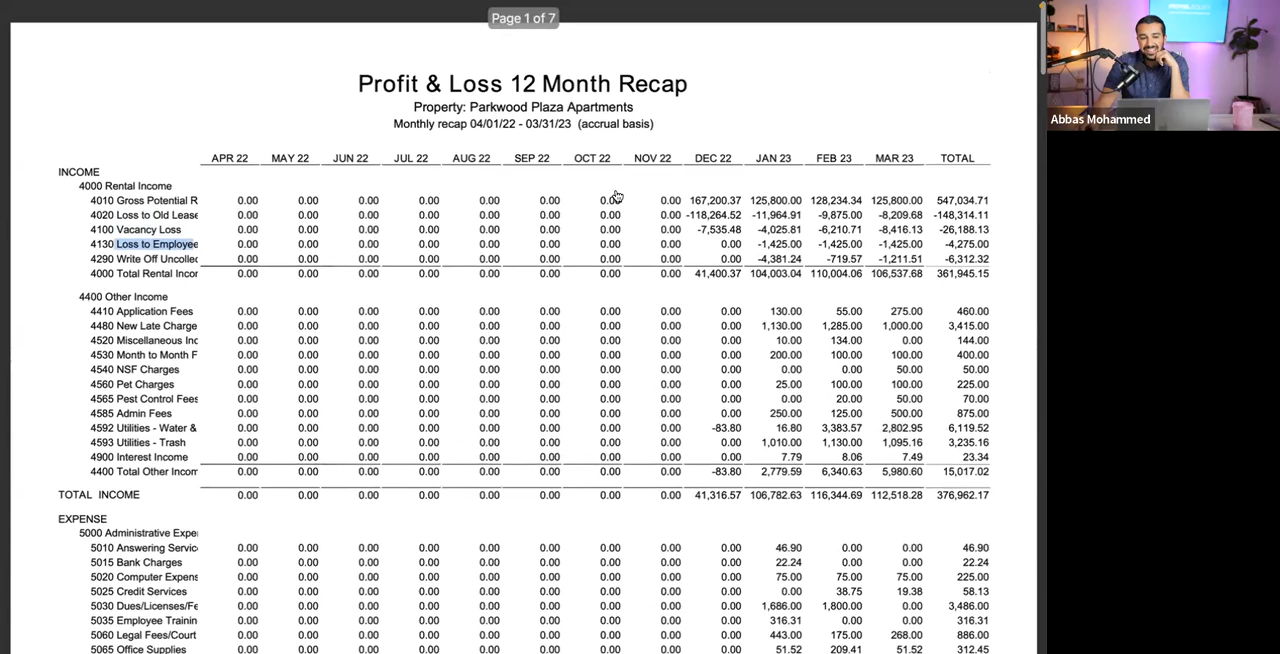 Page 1 of 7
Profit & Loss 12 Month Recap
Property: Parkwood Plaza Apartments
Monthly recap 04/01/22 - 03/31/23 (accrual basis)
APR 22 MAY 22 JUN 22 JUL 22 AUG 22 SEP 22 OCT 22 NOV 22 DEC 22 JAN 23 FEB 23 MAR 23 TOTAL
INCOME
4000 Rental Income
4010 Gross Potential R 0.00 0.00 0.00 0.00 0.00 0.00 0.00 0.00 167,200.37 125,800.00 128,234.34 125,800.00 547,034.71
4020 Loss to Old Lease 0.00 0.00 0.00 0.00 0.00 0.00 0.00 0.00 -118,264.52 -11,964.91 -9,875.00 -8,209.68 -148,314.11
4100 Vacancy Loss 0.00 0.00 0.00 0.00 0.00 0.00 0.00 0.00 -7,535.48 -4,025.81 -6,210.71 -8,416.13 -26,188.13
4130 Loss to Employee 0.00 0.00 0.00 0.00 0.00 0.00 0.00 0.00 0.00 -1,425.00 -1,425.00 -1,425.00 -4,275.00
4290 Write Off Uncollec 0.00 0.00 0.00 0.00 0.00 0.00 0.00 0.00 0.00 -4,381.24 -719.57 -1,211.51 -6,312.32
4000 Total Rental Incor 0.00 0.00 0.00 0.00 0.00 0.00 0.00 0.00 41,400.37 104,003.04 110,004.06 106,537.68 361,945.15
4400 Other Income
4410 Application Fees 0.00 0.00 0.00 0.00 0.00 0.00 0.00 0.00 0.00 130.00 55.00 275.00 460.00
4480 New Late Charge 0.00 0.00 0.00 0.00 0.00 0.00 0.00 0.00 0.00 1,130.00 1,285.00 1,000.00 3,415.00
4520 Miscellaneous Inc 0.00 0.00 0.00 0.00 0.00 0.00 0.00 0.00 0.00 10.00 134.00 0.00 144.00
4530 Month to Month F 0.00 0.00 0.00 0.00 0.00 0.00 0.00 0.00 0.00 200.00 100.00 100.00 400.00
4540 NSF Charges 0.00 0.00 0.00 0.00 0.00 0.00 0.00 0.00 0.00 0.00 0.00 50.00 50.00
4560 Pet Charges 0.00 0.00 0.00 0.00 0.00 0.00 0.00 0.00 0.00 25.00 100.00 100.00 225.00
4565 Pest Control Fees 0.00 0.00 0.00 0.00 0.00 0.00 0.00 0.00 0.00 0.00 20.00 50.00 70.00
4585 Admin Fees 0.00 0.00 0.00 0.00 0.00 0.00 0.00 0.00 0.00 250.00 125.00 500.00 875.00
4592 Utilities - Water & 0.00 0.00 0.00 0.00 0.00 0.00 0.00 0.00 -83.80 16.80 3,383.57 2,802.95 6,119.52
4593 Utilities - Trash 0.00 0.00 0.00 0.00 0.00 0.00 0.00 0.00 0.00 1,010.00 1,130.00 1,095.16 3,235.16
4900 Interest Income 0.00 0.00 0.00 0.00 0.00 0.00 0.00 0.00 0.00 7.79 8.06 7.49 23.34
4400 Total Other Incom 0.00 0.00 0.00 0.00 0.00 0.00 0.00 0.00 -83.80 2,779.59 6,340.63 5,980.60 15,017.02
TOTAL INCOME 0.00 0.00 0.00 0.00 0.00 0.00 0.00 0.00 41,316.57 106,782.63 116,344.69 112,518.28 376,962.17
EXPENSE
5000 Administrative Expe
5010 Answering Servic 0.00 0.00 0.00 0.00 0.00 0.00 0.00 0.00 0.00 46.90 0.00 0.00 46.90
5015 Bank Charges 0.00 0.00 0.00 0.00 0.00 0.00 0.00 0.00 0.00 22.24 0.00 0.00 22.24
5020 Computer Expens 0.00 0.00 0.00 0.00 0.00 0.00 0.00 0.00 0.00 75.00 75.00 75.00 225.00
5025 Credit Services 0.00 0.00 0.00 0.00 0.00 0.00 0.00 0.00 0.00 0.00 38.75 19.38 58.13
5030 Dues/Licenses/Fe 0.00 0.00 0.00 0.00 0.00 0.00 0.00 0.00 0.00 1,686.00 1,800.00 0.00 3,486.00
5035 Employee Trainin 0.00 0.00 0.00 0.00 0.00 0.00 0.00 0.00 0.00 316.31 0.00 0.00 316.31
5060 Legal Fees/Court 0.00 0.00 0.00 0.00 0.00 0.00 0.00 0.00 0.00 443.00 175.00 268.00 886.00
5065 Office Supplies 0.00 0.00 0.00 0.00 0.00 0.00 0.00 0.00 0.00 51.52 209.41 51.52 312.45
Abbas Mohammed